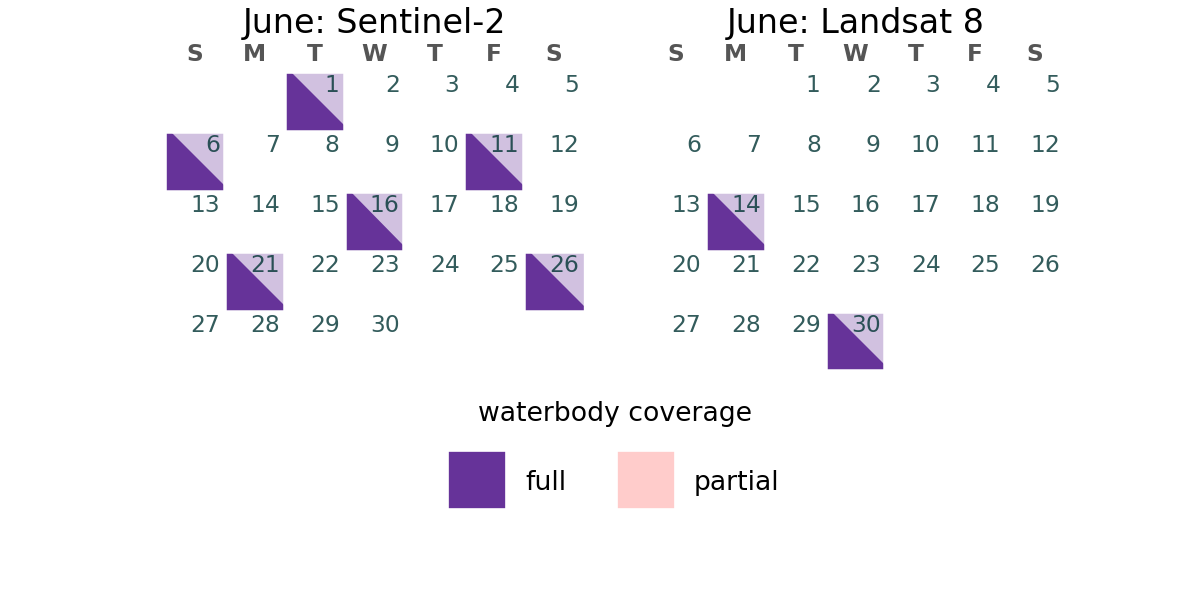 June: Sentinel-2
S M T W T F S
1 2 3 4 5
6 7 8 9 10 11 12
13 14 15 16 17 18 19
20 21 22 23 24 25 26
27 28 29 30
June: Landsat 8
S M T W T F S
1 2 3 4 5
6 7 8 9 10 11 12
13 14 15 16 17 18 19
20 21 22 23 24 25 26
27 28 29 30
waterbody coverage
full partial